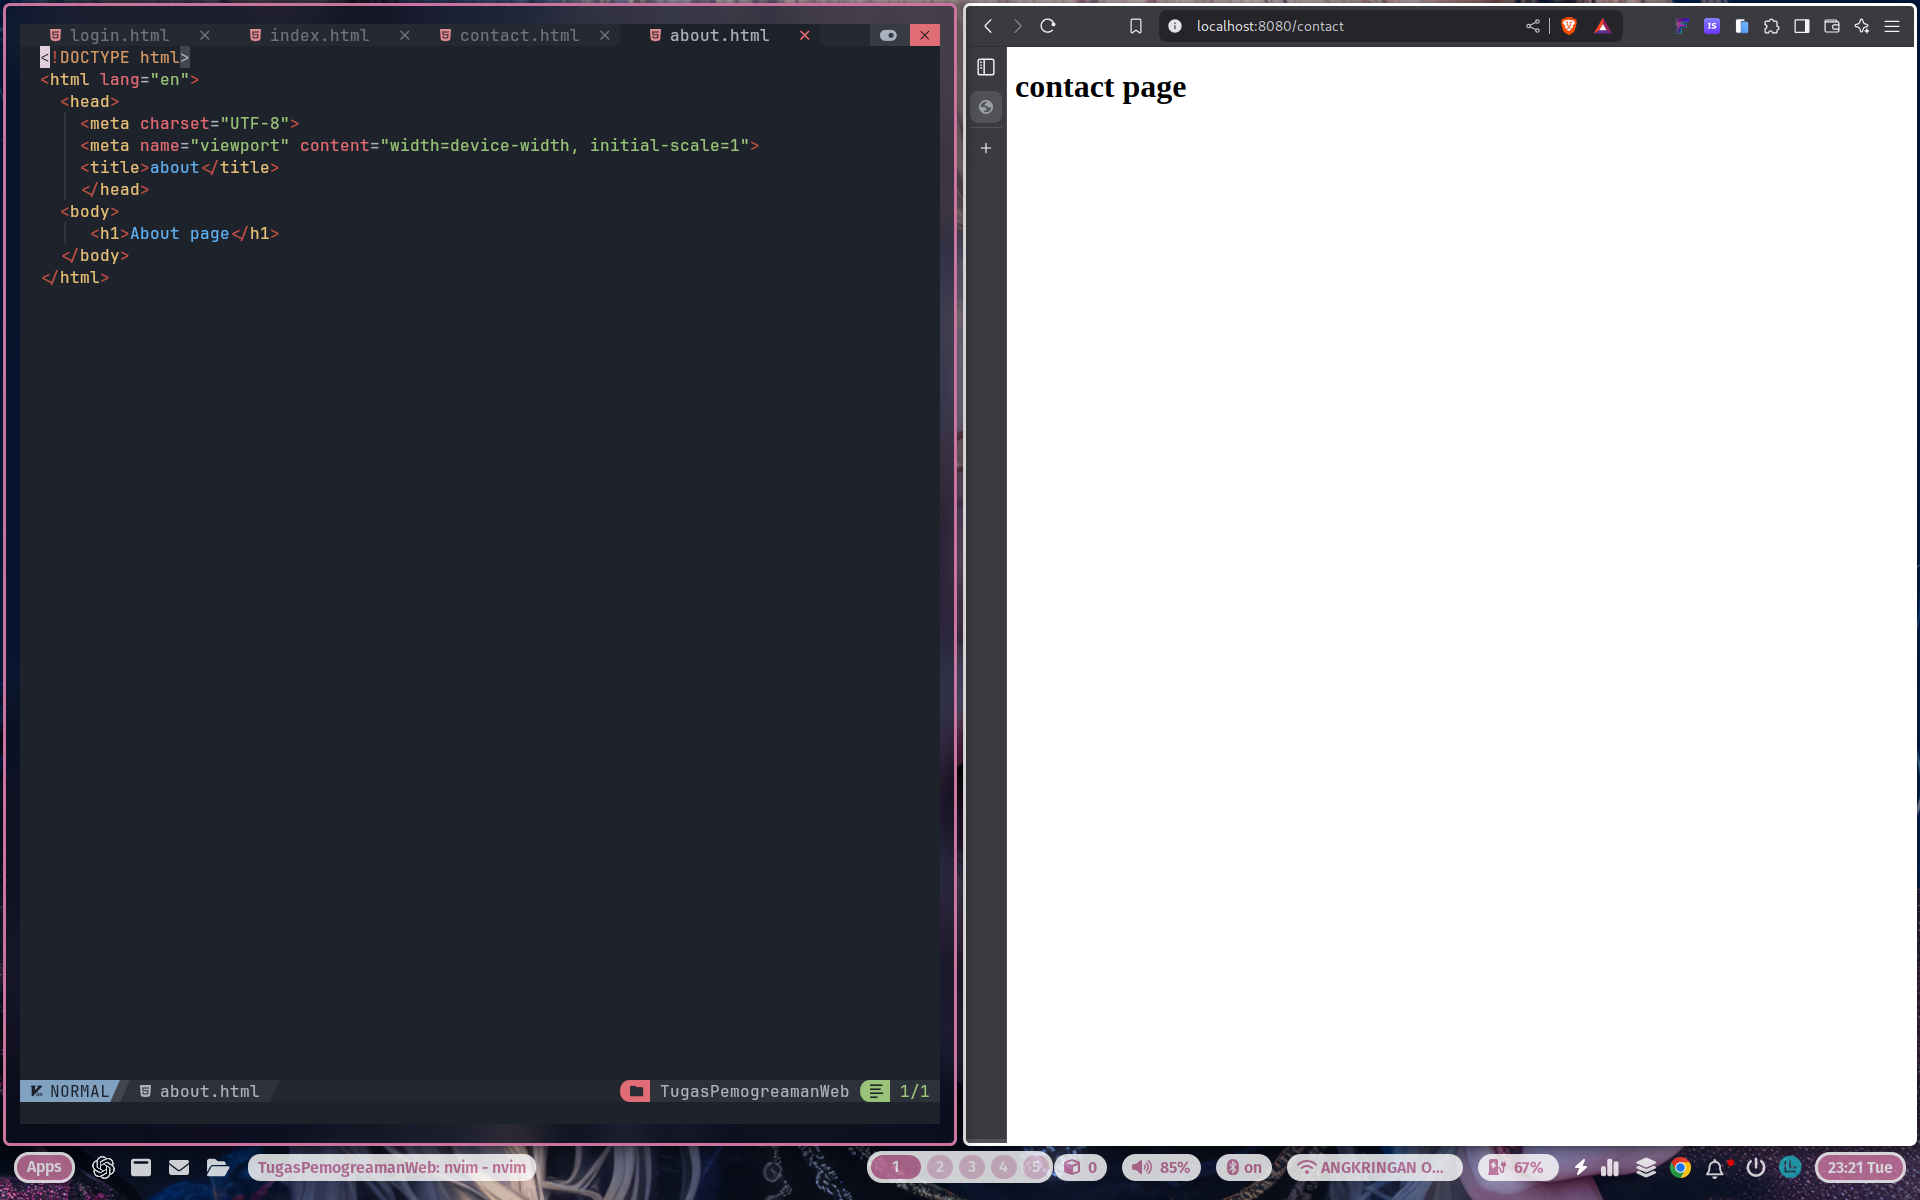 login.html × index.html × contact.html × about.html ×
<!DOCTYPE html>
<html lang="en">
<head>
<meta charset="UTF-8">
<meta name="viewport" content="width=device-width, initial-scale=1">
<title>about</title>
</head>
<body>
<h1>About page</h1>
</body>
</html>
NORMAL about.html TugasPemogreamanWeb 1/1
localhost:8080/contact
IS
contact page
Apps TugasPemogreamanWeb: nvim - nvim 1 2 3 4 5 0 85% on ANGKRINGAN O... 67% 23:21 Tue